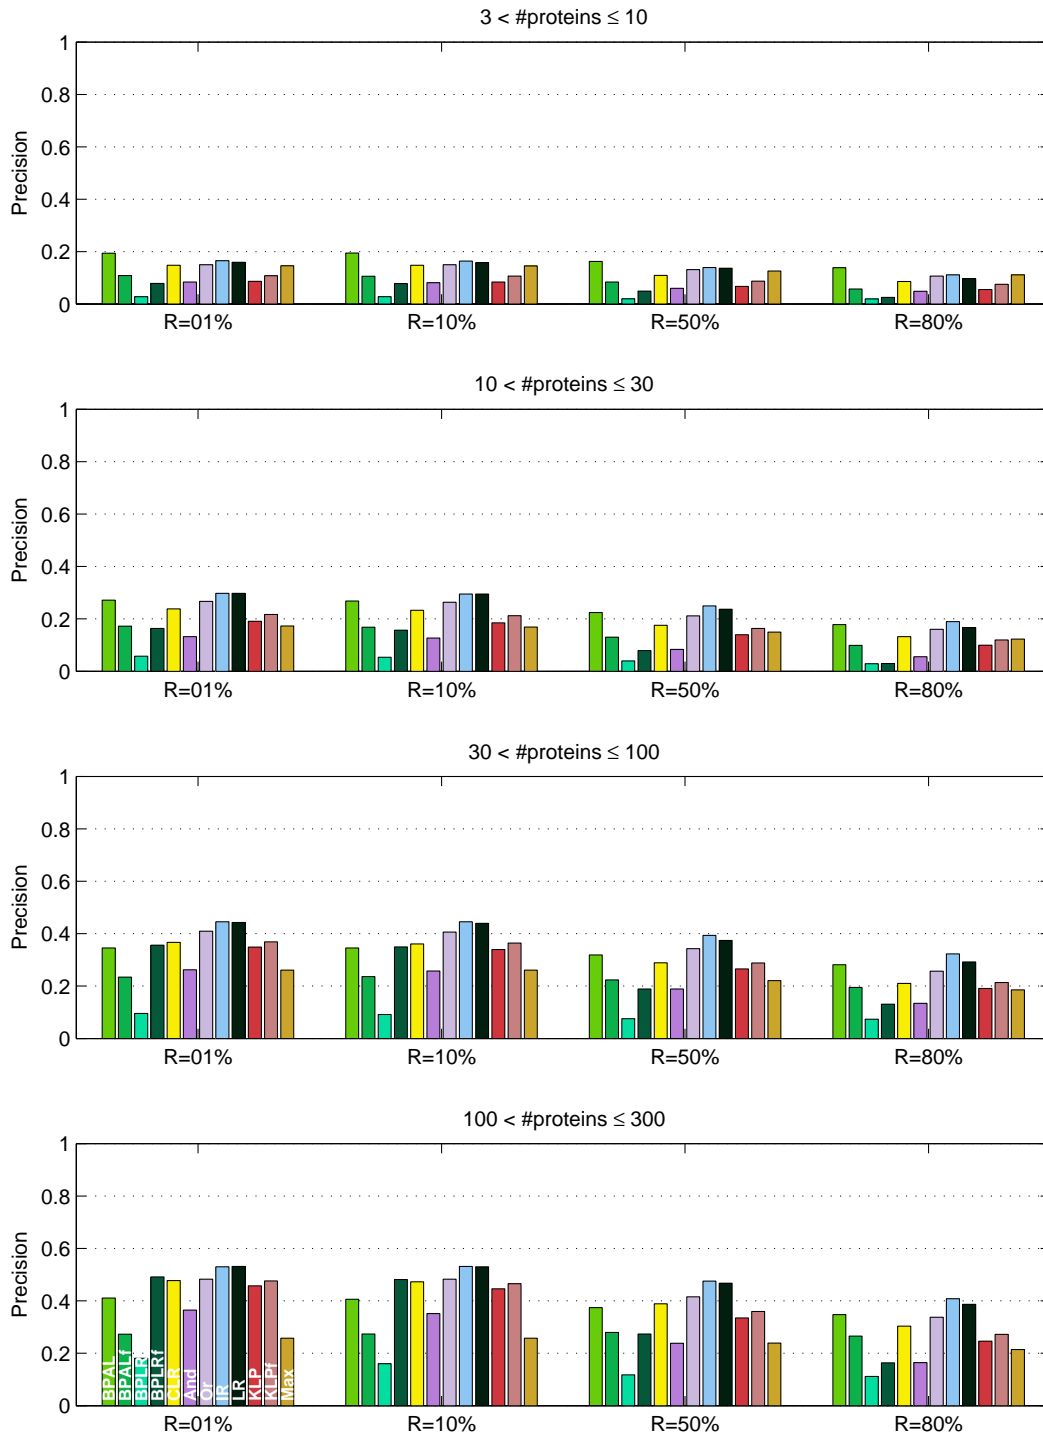 3 < #proteins ≤ 10
1
0.8
0.6
0.4
0.2
0
Precision
R=01% R=10% R=50% R=80%
10 < #proteins ≤ 30
1
0.8
0.6
0.4
0.2
0
Precision
R=01% R=10% R=50% R=80%
30 < #proteins ≤ 100
1
0.8
0.6
0.4
0.2
0
Precision
R=01% R=10% R=50% R=80%
100 < #proteins ≤ 300
1
0.8
0.6
0.4
0.2
0
Precision
BPAL
BPALf
BPLR
BPLRf
CLR
And
Or
IR
LR
KLP
KLPf
Max
R=01% R=10% R=50% R=80%